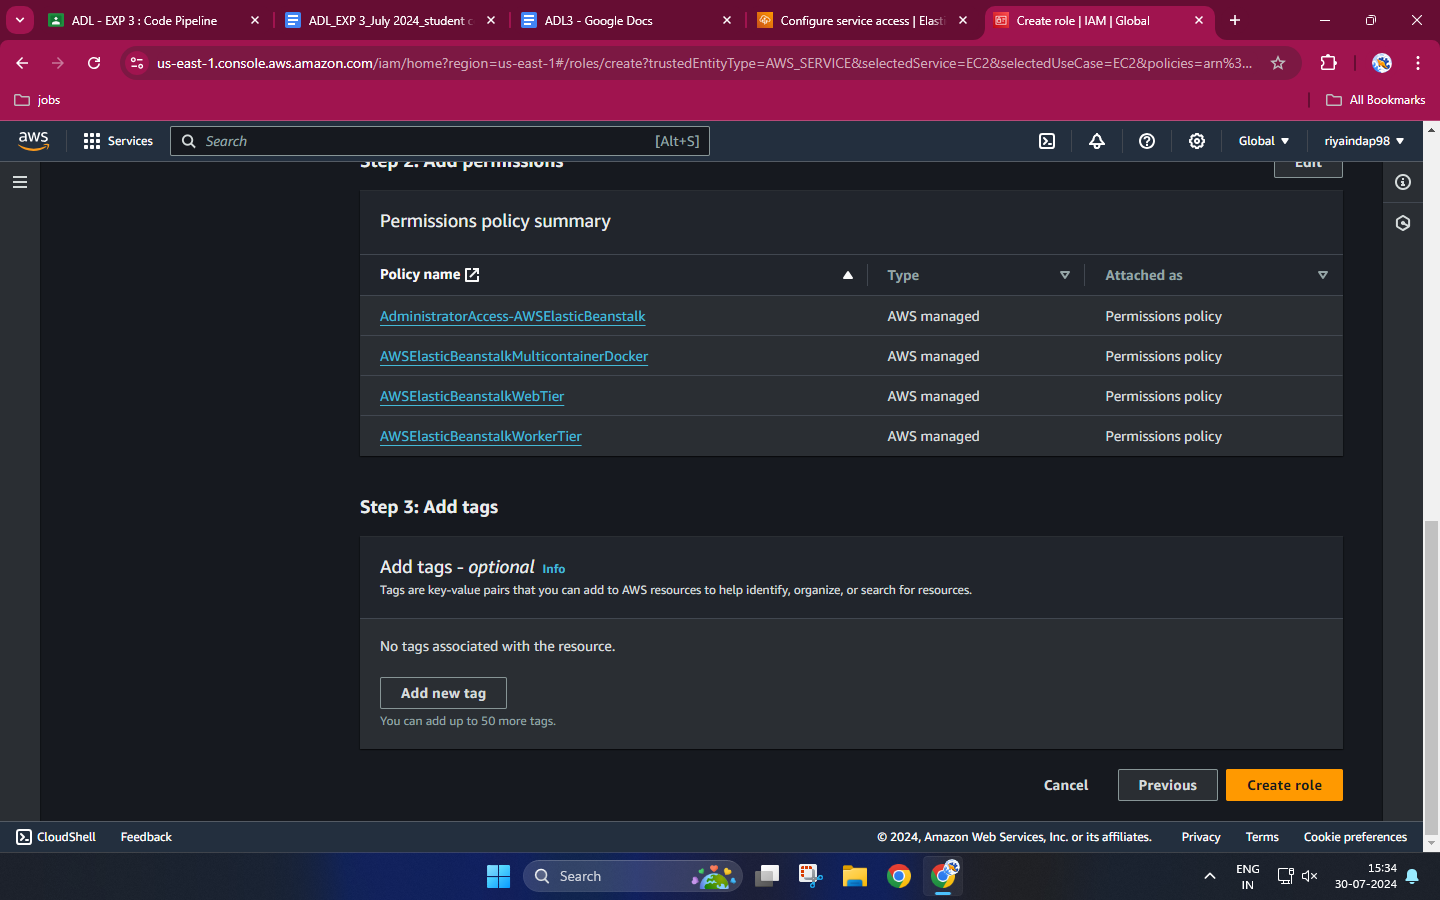 ADL - EXP 3 : Code Pipeline
ADL_EXP 3_July 2024_student
ADL3 - Google Docs
Configure service access | Elasti
Create role | IAM | Global
us-east-1.console.aws.amazon.com/iam/home?region=us-east-1#/roles/create?trustedEntityType=AWS_SERVICE&selectedService=EC2&selectedUseCase=EC2&policies=arn%3...
jobs
All Bookmarks
aws
Services
Search
[Alt+S]
Global
riyaindap98
Step 2: Add permissions
Edit
Permissions policy summary
Policy name
Type
Attached as
AdministratorAccess-AWSElasticBeanstalk
AWS managed
Permissions policy
AWSElasticBeanstalkMulticontainerDocker
AWS managed
Permissions policy
AWSElasticBeanstalkWebTier
AWS managed
Permissions policy
AWSElasticBeanstalkWorkerTier
AWS managed
Permissions policy
Step 3: Add tags
Add tags - optional Info
Tags are key-value pairs that you can add to AWS resources to help identify, organize, or search for resources.
No tags associated with the resource.
Add new tag
You can add up to 50 more tags.
Cancel
Previous
Create role
CloudShell
Feedback
© 2024, Amazon Web Services, Inc. or its affiliates.
Privacy
Terms
Cookie preferences
Search
ENG
IN
15:34
30-07-2024